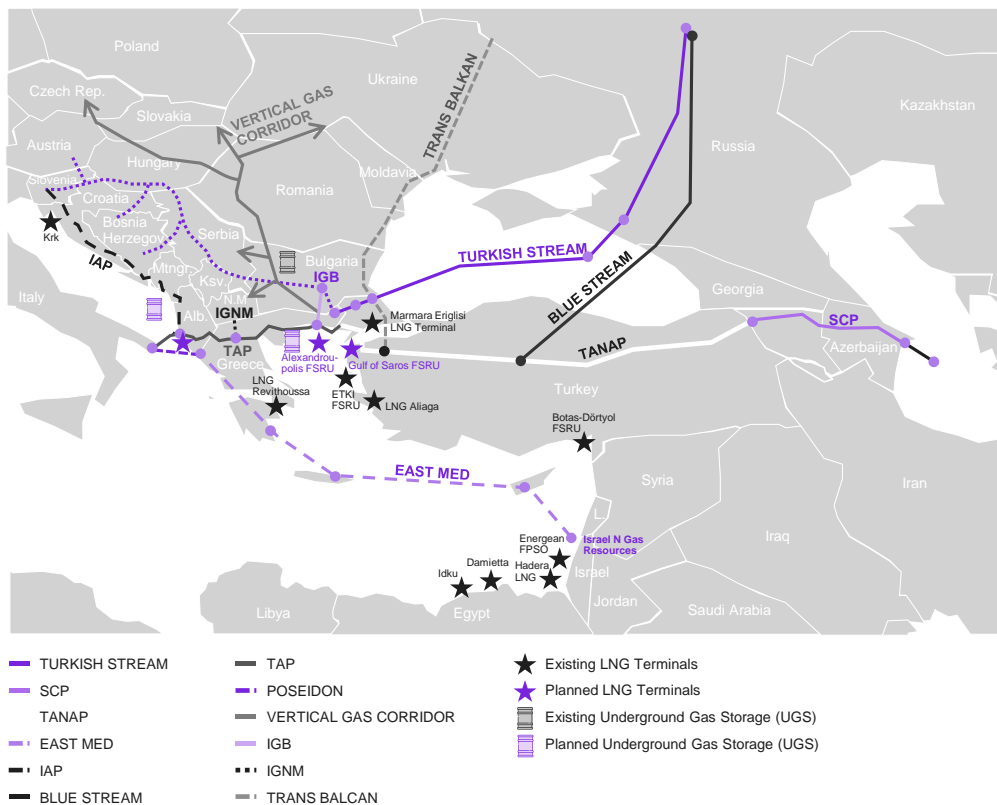 Poland
Czech Rep.
Ukraine
Kazakhstan
VERTICAL GAS
CORRIDOR
TRANS BALKAN
Slovakia
Austria
Russia
Hungary
Moldavia
Slovenia
Romania
Croatia
Bosnia
Herzegov.
Krk
Serbia
IAP
Bulgaria
TURKISH STREAM
BLUE STREAM
Mtngr.
Ksv.
IGB
Italy
N.M.
Georgia
Alb.
IGNM
Marmara Eriglisi
LNG Terminal
SCP
TAP
TANAP
Azerbaijan
Greece
Alexandrou-
polis FSRU
Gulf of Saros FSRU
LNG
Revithoussa
ETKI
FSRU
LNG Aliaga
Turkey
Botas-Dörtyol
FSRU
EAST MED
Syria
Iran
L.
Israel N Gas
Resources
Iraq
Energean
FPSO
Damietta
Hadera
LNG
Idku
Israel
Libya
Egypt
Jordan
Saudi Arabia
TURKISH STREAM
SCP
TANAP
EAST MED
IAP
BLUE STREAM
TAP
POSEIDON
VERTICAL GAS CORRIDOR
IGB
IGNM
TRANS BALCAN
Existing LNG Terminals
Planned LNG Terminals
Existing Underground Gas Storage (UGS)
Planned Underground Gas Storage (UGS)